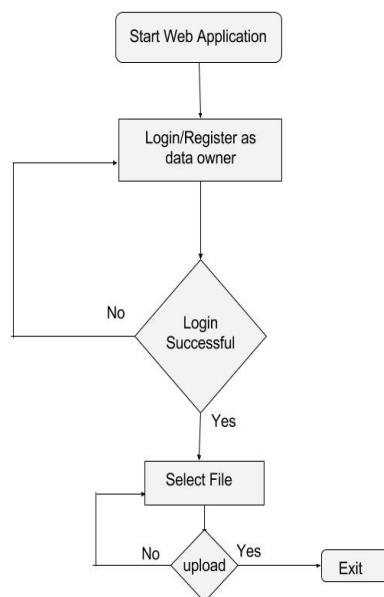 Start Web Application
Login/Register as
data owner
No
Login
Successful
Yes
Select File
No
upload
Yes
Exit